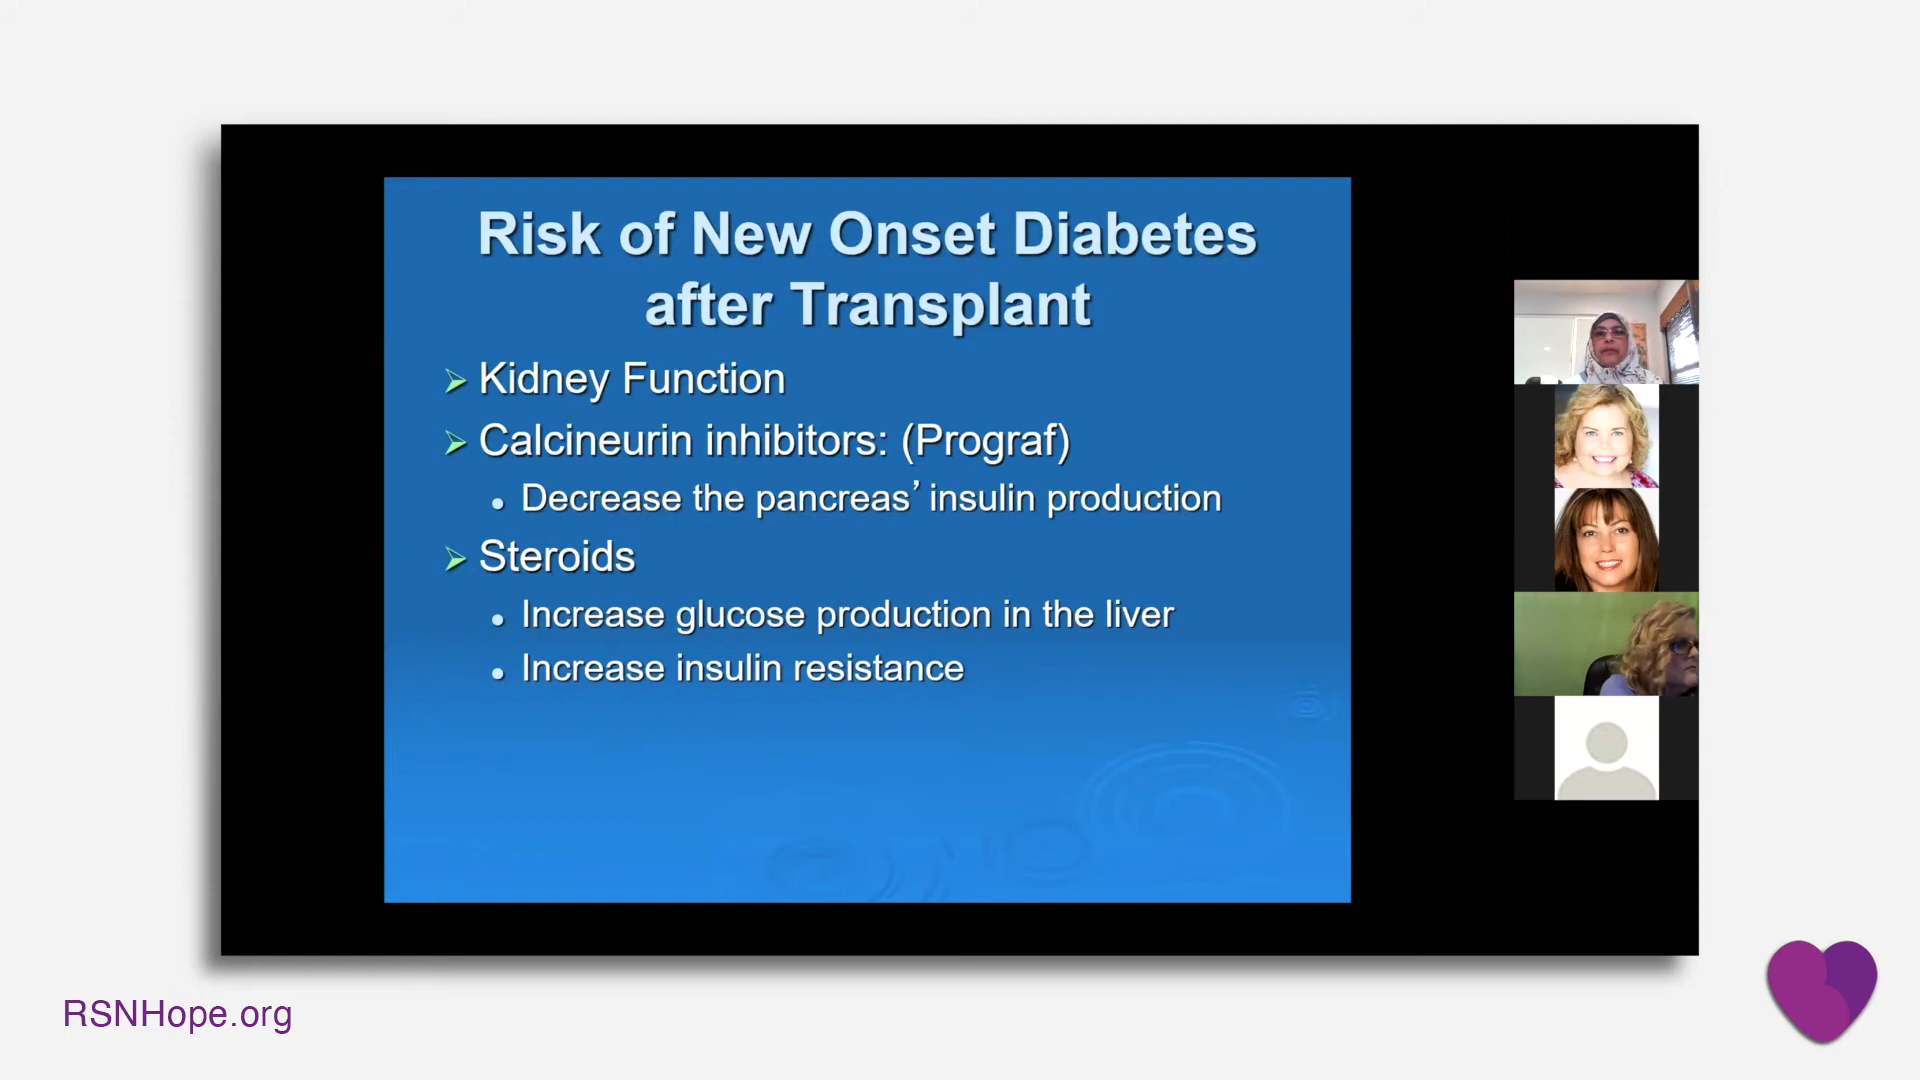 Risk of New Onset Diabetes
after Transplant
Kidney Function
Calcineurin inhibitors: (Prograf)
Decrease the pancreas’ insulin production
Steroids
Increase glucose production in the liver
Increase insulin resistance
RSNHope.org